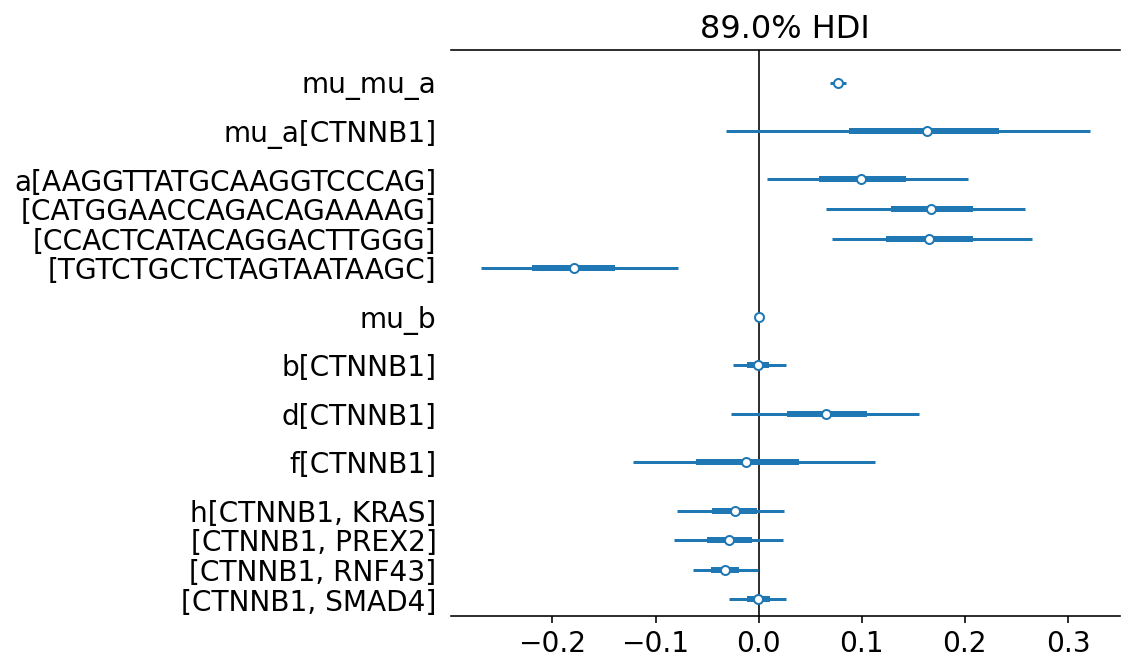 89.0% HDI
mu_mu_a
mu_a[CTNNB1]
a[AAGGTTATGCAAGGTCCCAG]
[CATGGAACCAGACAGAAAAG]
[CCACTCATACAGGACTTGGG]
[TGTCTGCTCTAGTAATAAGC]
mu_b
b[CTNNB1]
d[CTNNB1]
f[CTNNB1]
h[CTNNB1, KRAS]
[CTNNB1, PREX2]
[CTNNB1, RNF43]
[CTNNB1, SMAD4]
−0.2 −0.1 0.0 0.1 0.2 0.3